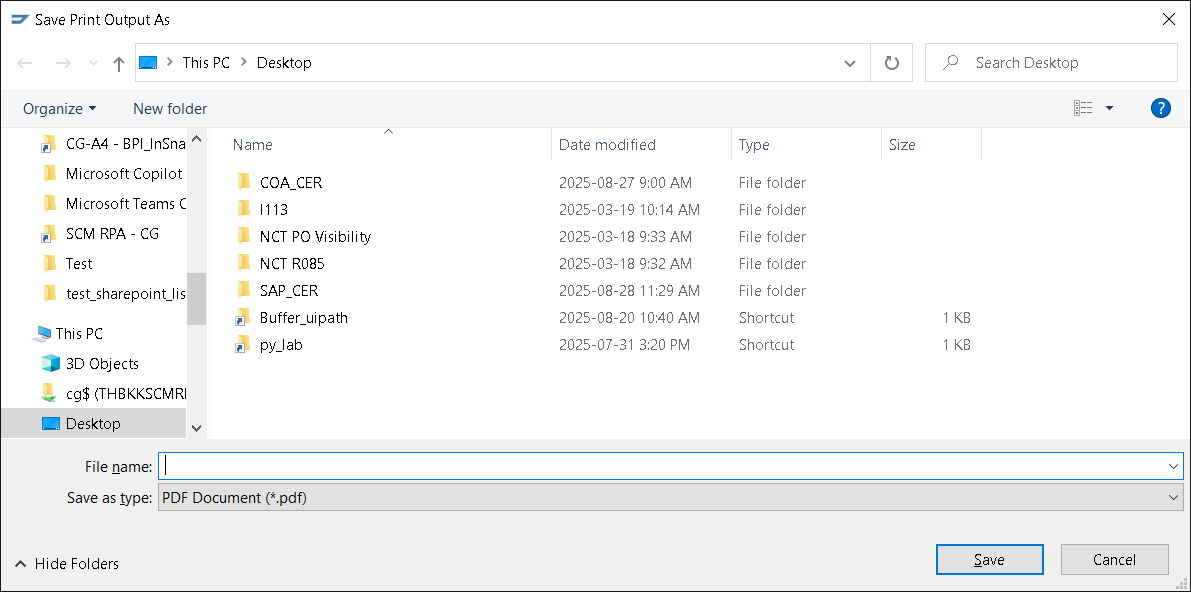 Save Print Output As
This PC Desktop
Search Desktop
Organize
New folder
?
CG-A4 - BPI_InSna
Microsoft Copilot
Microsoft Teams C
SCM RPA - CG
Test
test_sharepoint_lis
This PC
3D Objects
cg$ (THBKKSCMRI
Desktop
Name Date modified Type Size
COA_CER 2025-08-27 9:00 AM File folder
I113 2025-03-19 10:14 AM File folder
NCT PO Visibility 2025-03-18 9:33 AM File folder
NCT R085 2025-03-18 9:32 AM File folder
SAP_CER 2025-08-28 11:29 AM File folder
Buffer_uipath 2025-08-20 10:40 AM Shortcut 1 KB
py_lab 2025-07-31 3:20 PM Shortcut 1 KB
File name:
Save as type: PDF Document (*.pdf)
Hide Folders
Save
Cancel